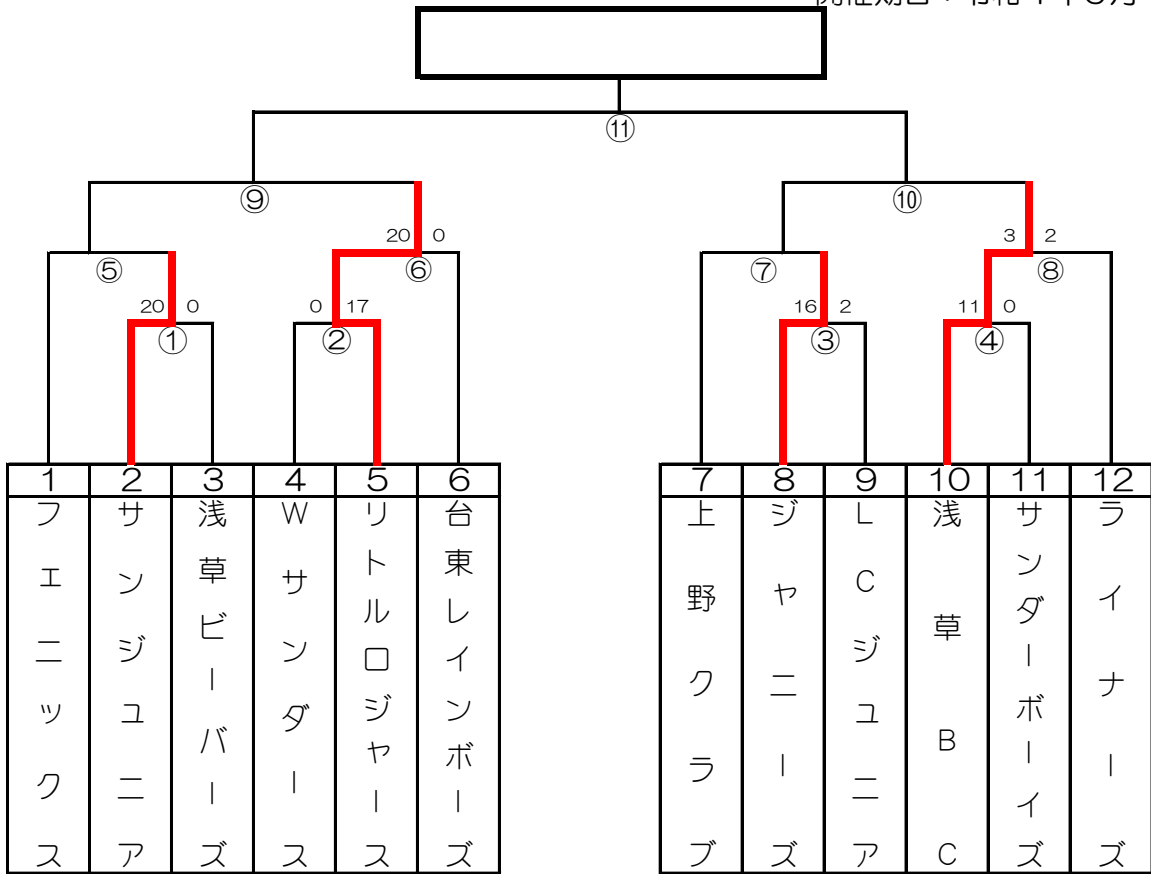 ⑪
⑨ ⑩
20 0 3 2
⑤ ⑥ ⑦ ⑧
20 0 0 17 16 2 11 0
① ② ③ ④
1 2 3 4 5 6 7 8 9 10 11 12
フェニックス
サンジュニア
浅草ビーバーズ
Wサンダース
リトルロジャース
台東レインボーズ
上野クラブ
ジャニーズ
LCジュニア
浅草BC
サンダーボーイズ
ライナーズ